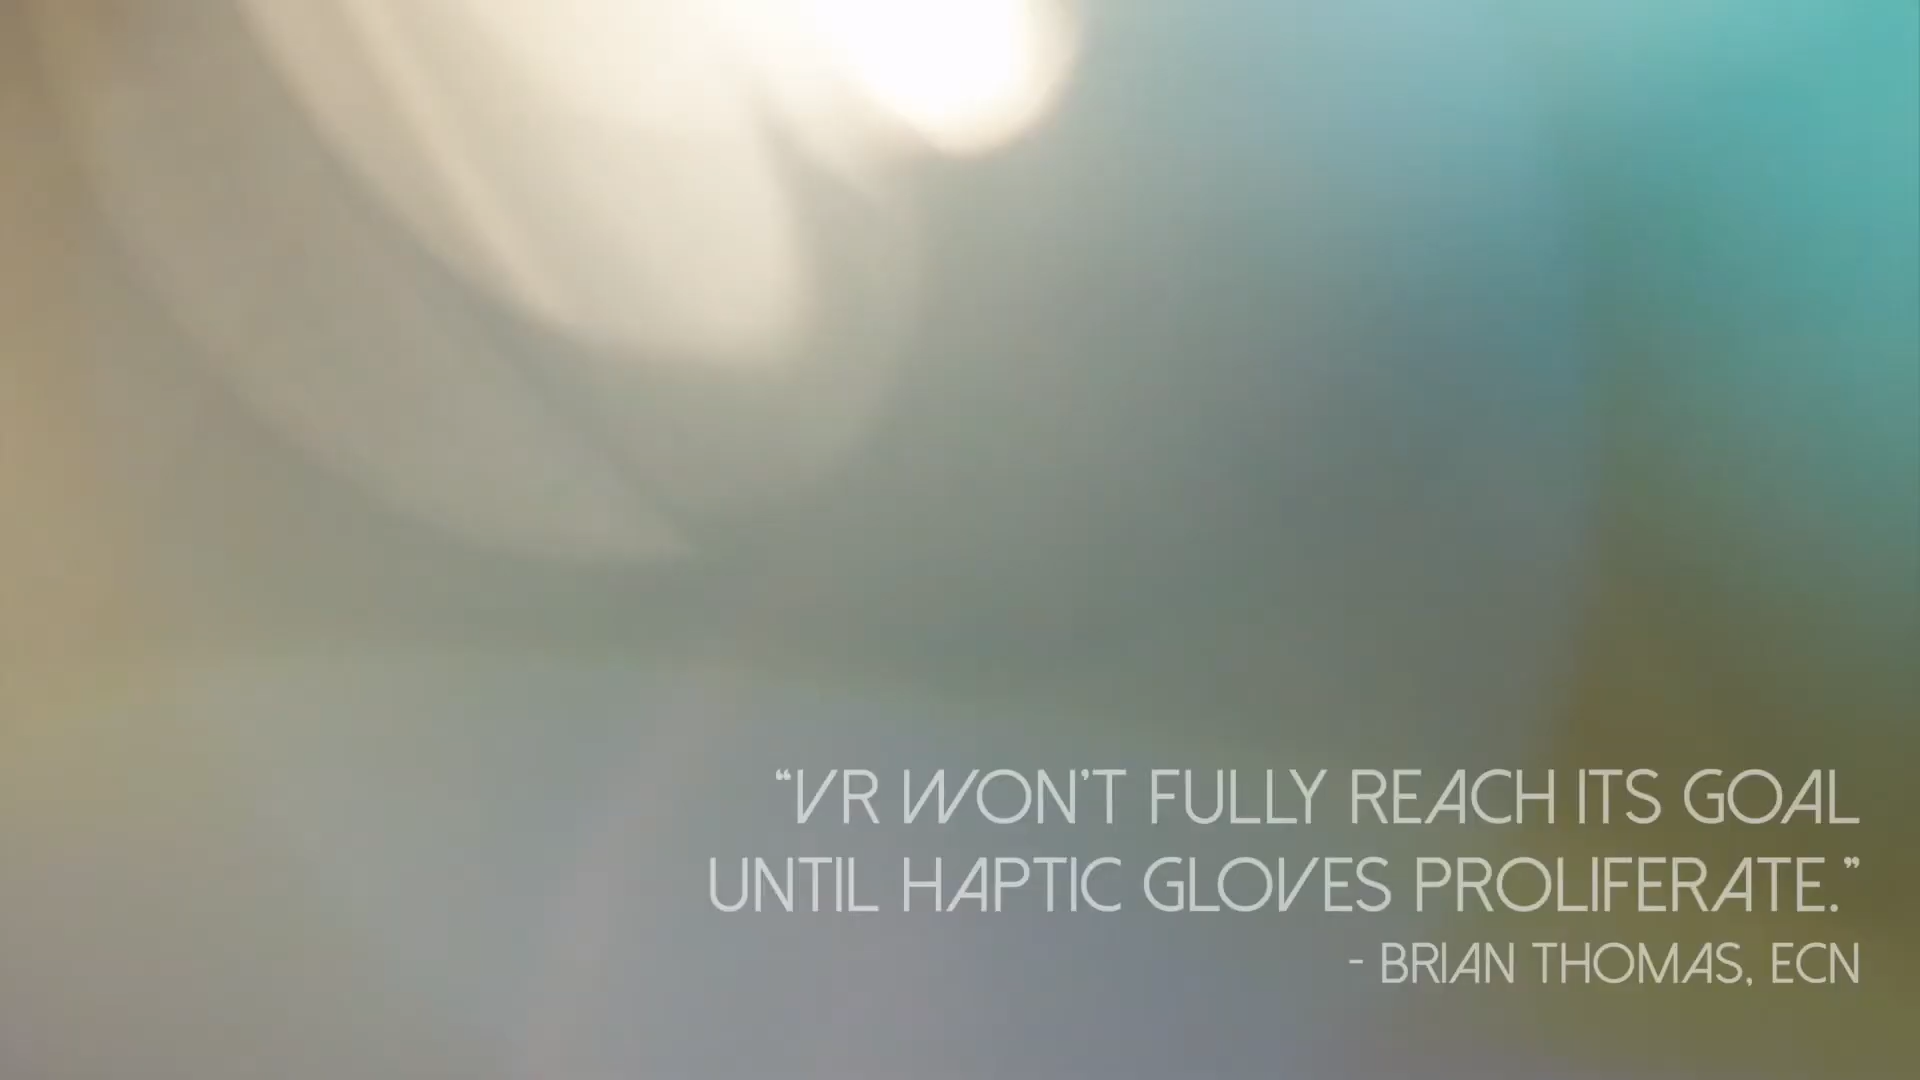 “VR WON’T FULLY REACH ITS GOAL
UNTIL HAPTIC GLOVES PROLIFERATE.”
- BRIAN THOMAS, ECN